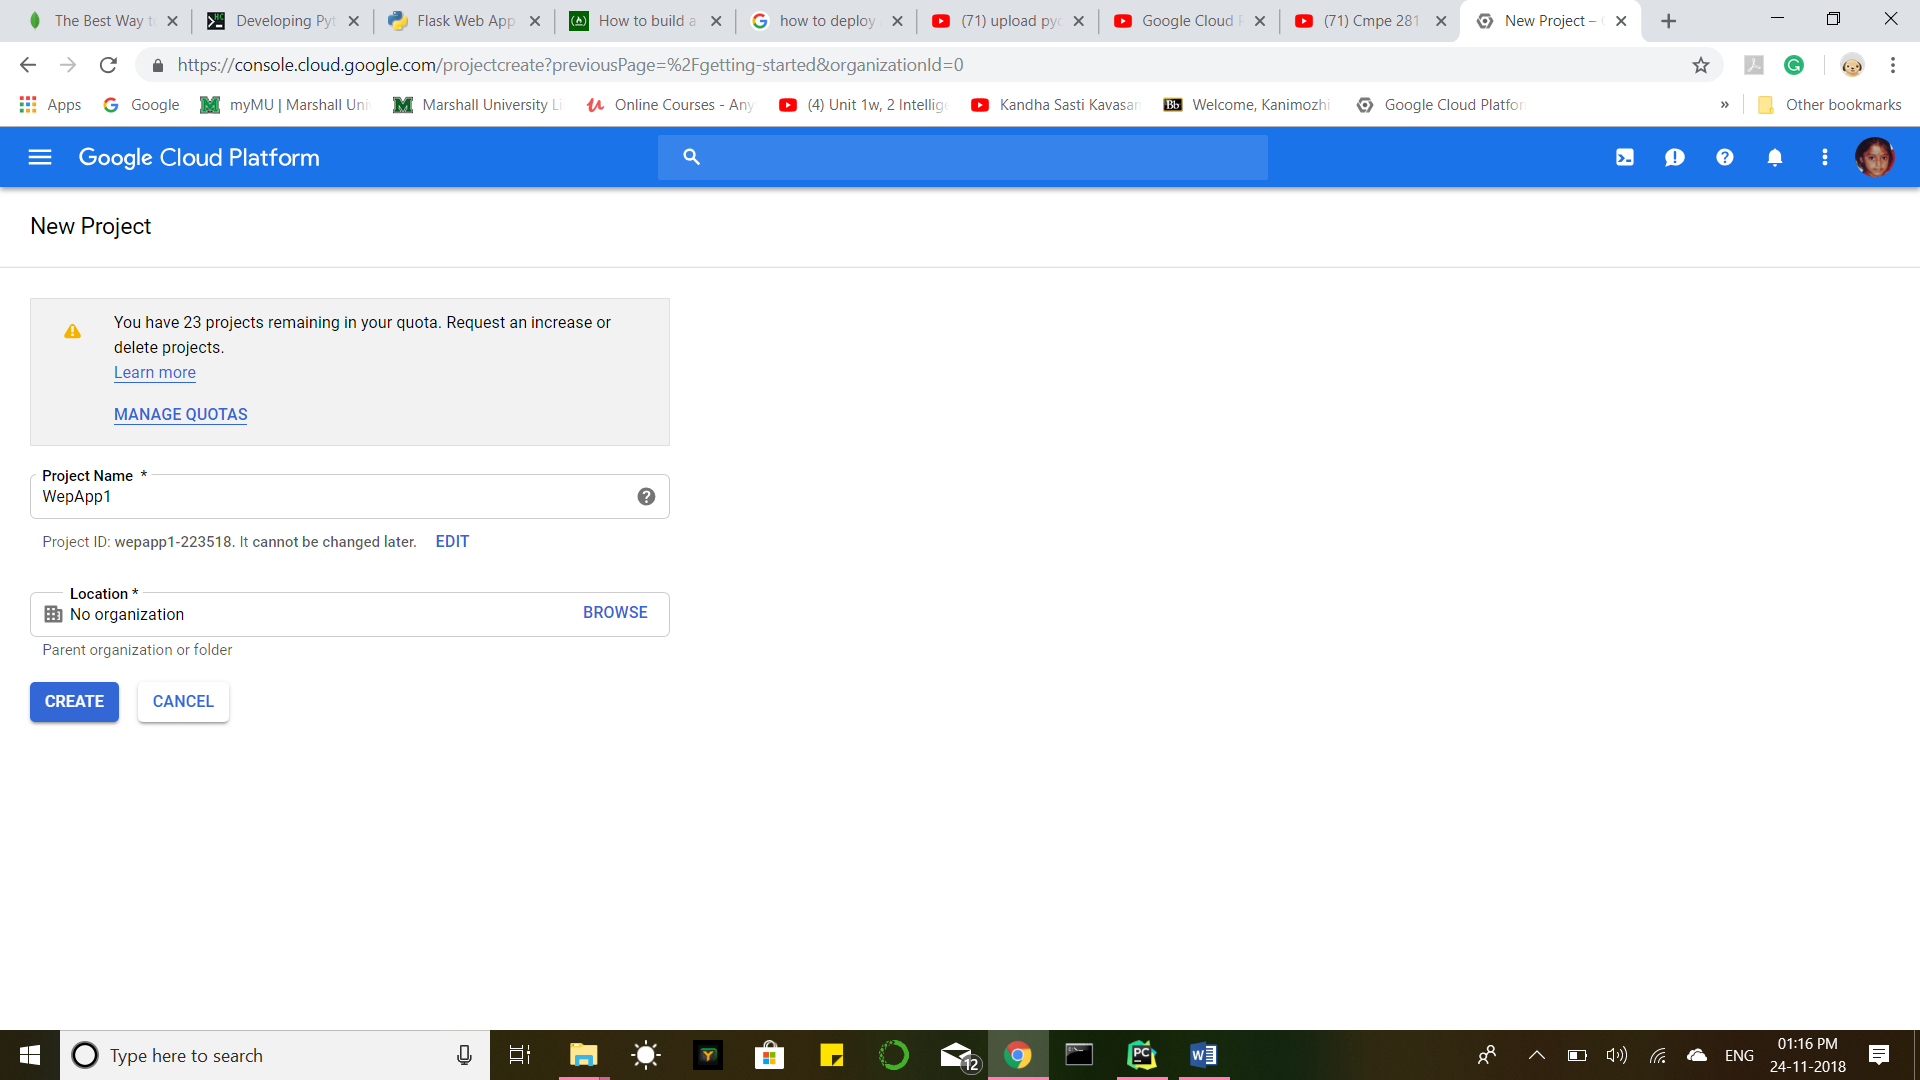 The Best Way t
Developing Pyt
Flask Web App
How to build a
how to deploy
(71) upload pyc
Google Cloud P
(71) Cmpe 281
New Project –
https://console.cloud.google.com/projectcreate?previousPage=%2Fgetting-started&organizationId=0
Apps
Google
myMU | Marshall Uni
Marshall University Li
Online Courses - Any
(4) Unit 1w, 2 Intellige
Kandha Sasti Kavasam
Bb
Welcome, Kanimozhi
Google Cloud Platfor
»
Other bookmarks
Google Cloud Platform
New Project
You have 23 projects remaining in your quota. Request an increase or
delete projects.
Learn more
MANAGE QUOTAS
Project Name *
WepApp1
Project ID: wepapp1-223518. It cannot be changed later. EDIT
Location *
No organization
BROWSE
Parent organization or folder
CREATE
CANCEL
Type here to search
12
PC
W
ENG
01:16 PM
24-11-2018